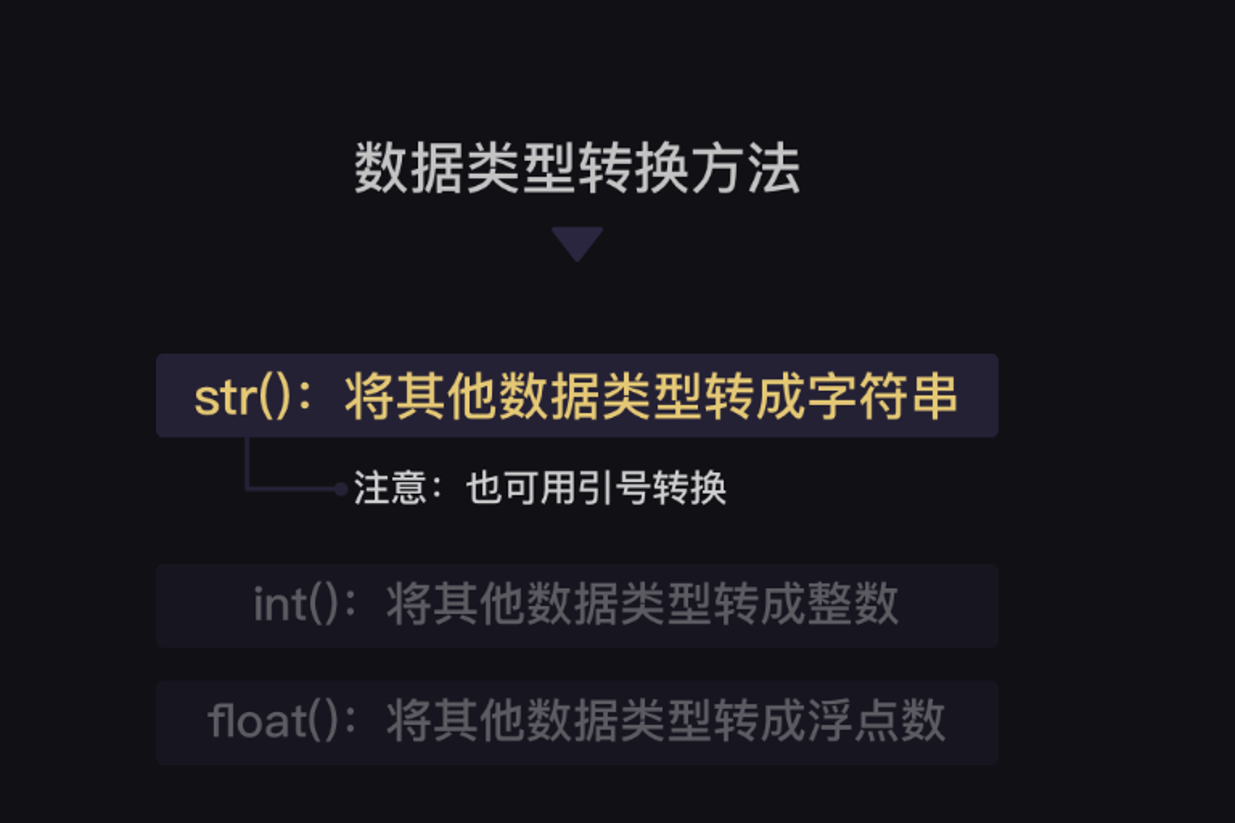 数据类型转换方法
str()：将其他数据类型转成字符串
注意：也可用引号转换
int()：将其他数据类型转成整数
float()：将其他数据类型转成浮点数